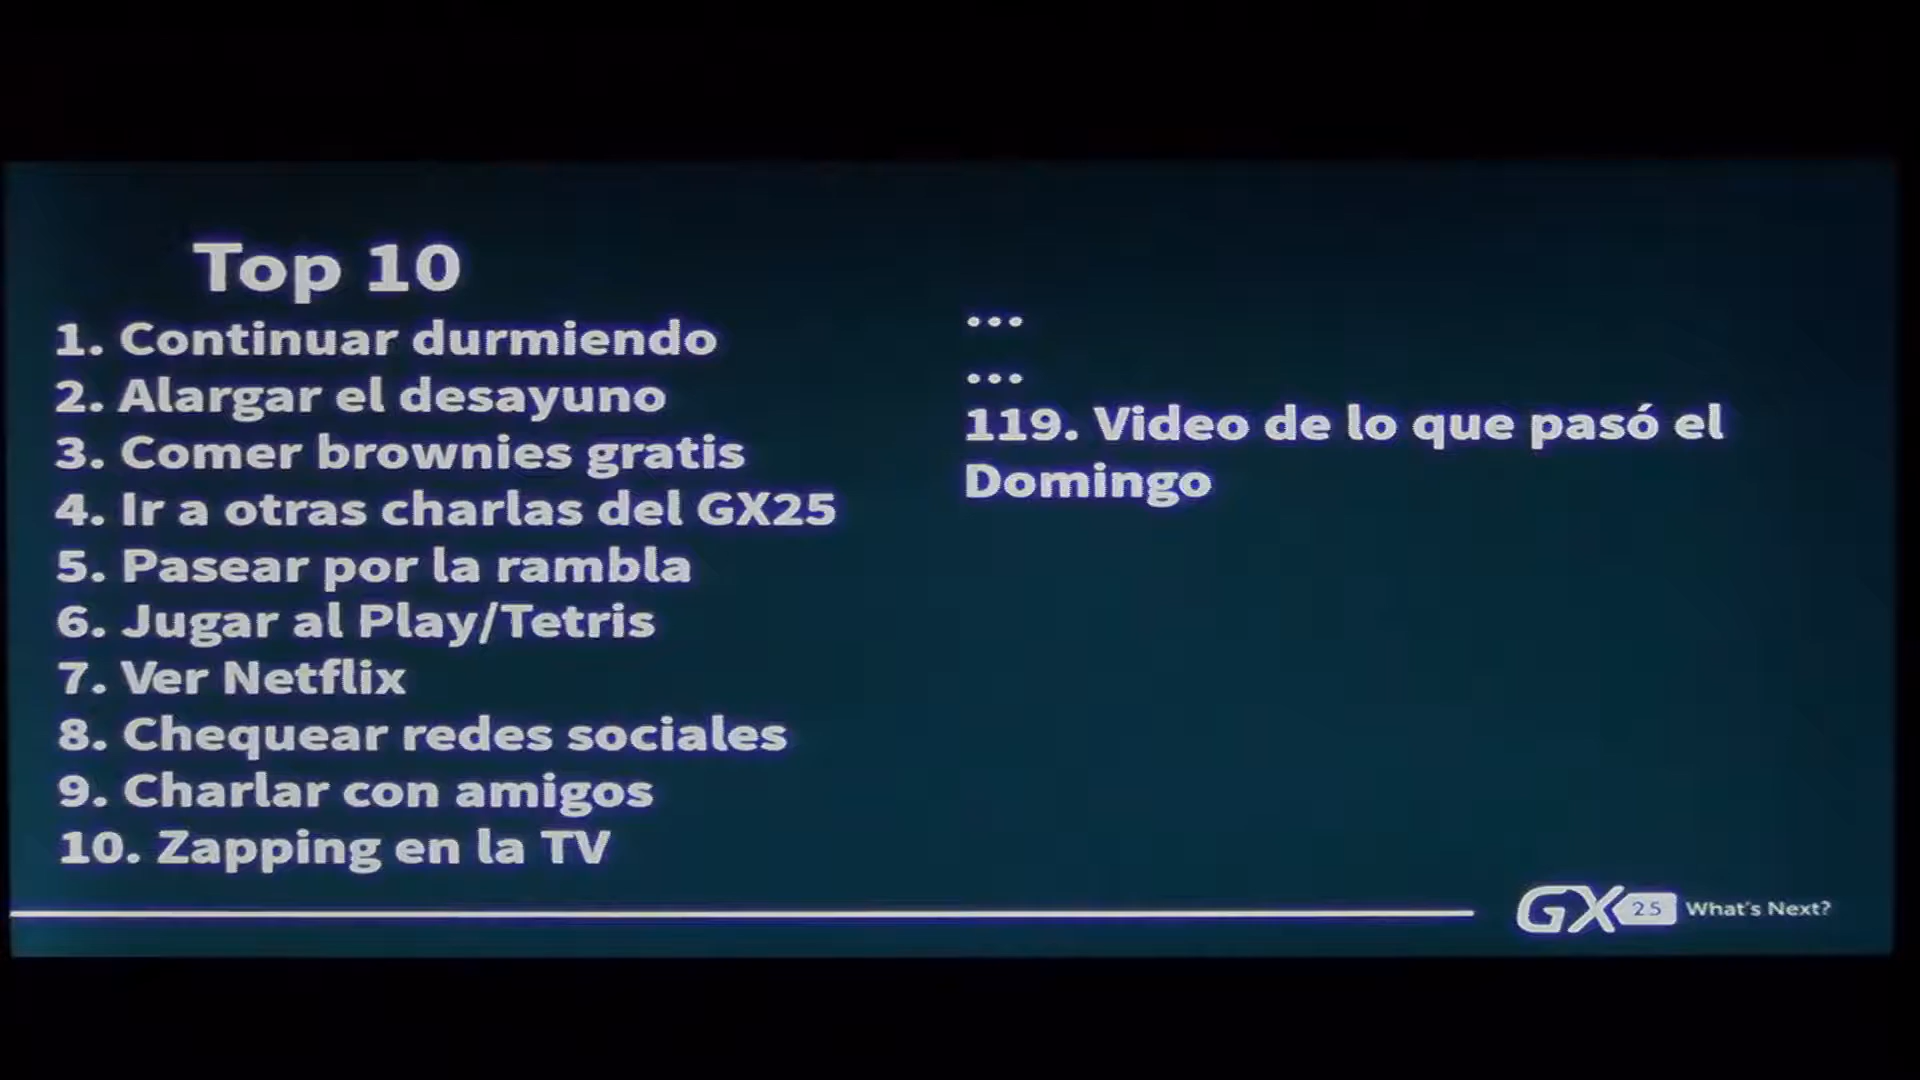 Top 10
1. Continuar durmiendo
2. Alargar el desayuno
3. Comer brownies gratis
4. Ir a otras charlas del GX25
5. Pasear por la rambla
6. Jugar al Play/Tetris
7. Ver Netflix
8. Chequear redes sociales
9. Charlar con amigos
10. Zapping en la TV
...
...
119. Video de lo que pasó el
Domingo
GX 25 What's Next?